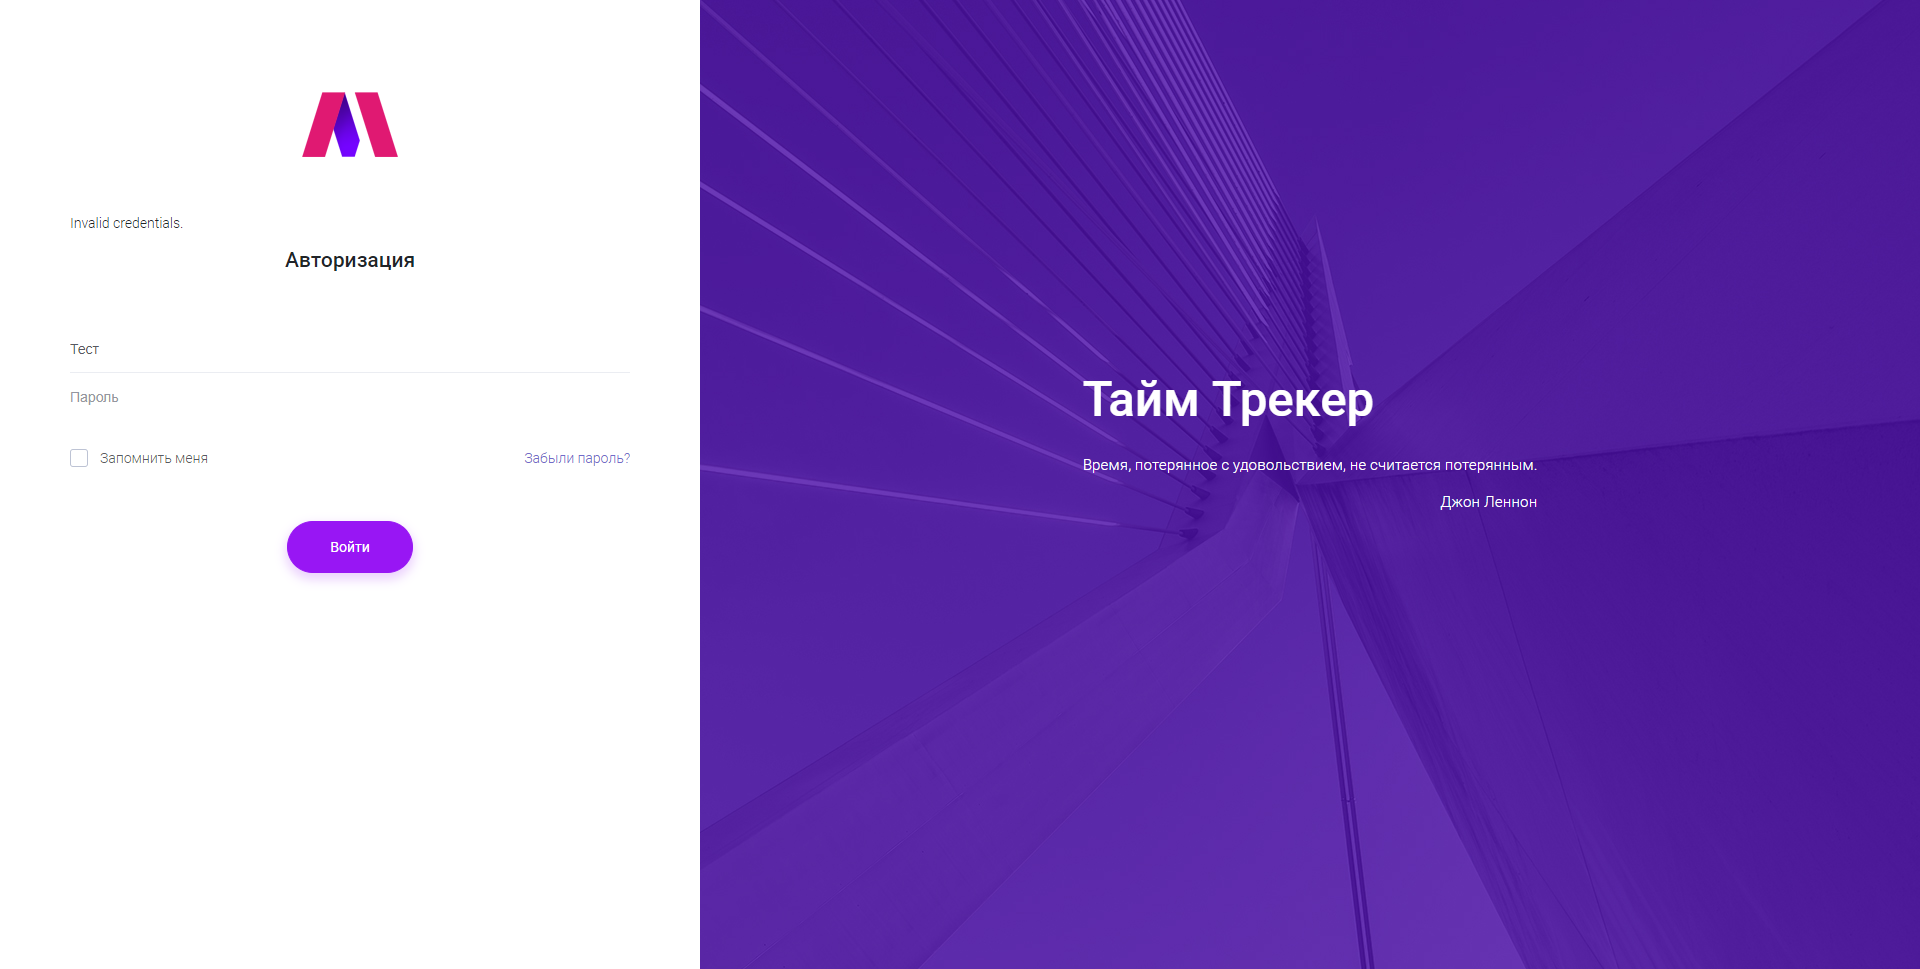 Invalid credentials.
Авторизация
Тест
Пароль
Запомнить меня
Забыли пароль?
Войти
Тайм Трекер
Время, потерянное с удовольствием, не считается потерянным.
Джон Леннон